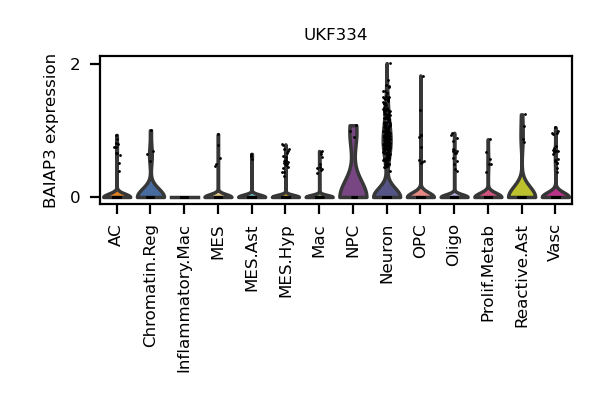 UKF334
BAIAP3 expression
2
0
AC
Chromatin.Reg
Inflammatory.Mac
MES
MES.Ast
MES.Hyp
Mac
NPC
Neuron
OPC
Oligo
Prolif.Metab
Reactive.Ast
Vasc